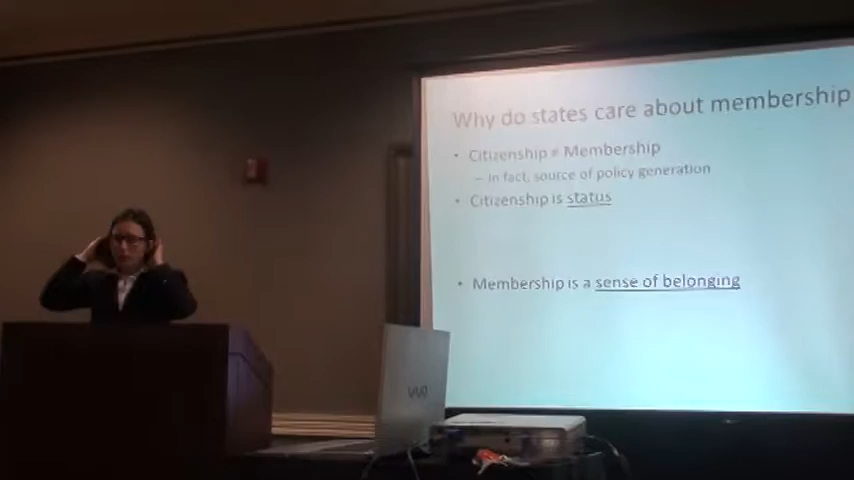 Why do states care about membership
• Citizenship ≠ Membership
– In fact, source of policy generation
• Citizenship is status
• Membership is a sense of belonging
VAIO